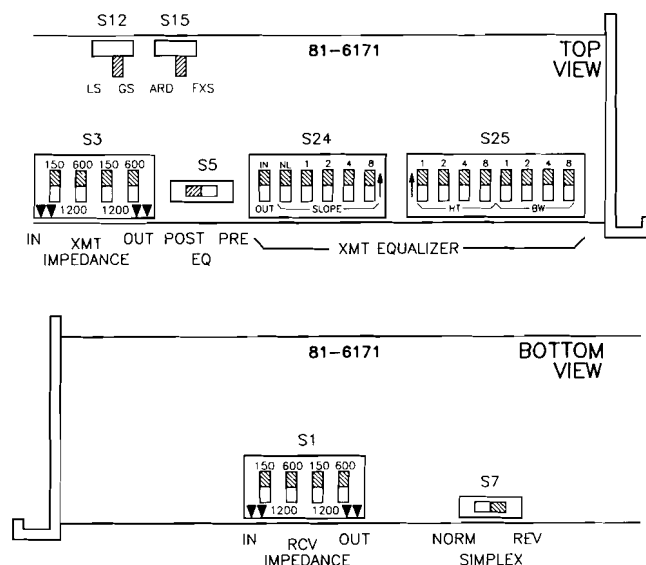 S12 S15
81-6171
TOP
VIEW
LS GS ARD FXS
S3 S5 S24 S25
150 600 150 600
IN NL 1 2 4 8
1 2 4 8 1 2 4 8
1200 1200
OUT SLOPE
HT BW
IN XMT OUT
IMPEDANCE
POST PRE
EQ
XMT EQUALIZER
81-6171
BOTTOM
VIEW
S1
150 600 150 600
1200 1200
S7
IN RCV OUT
IMPEDANCE
NORM REV
SIMPLEX